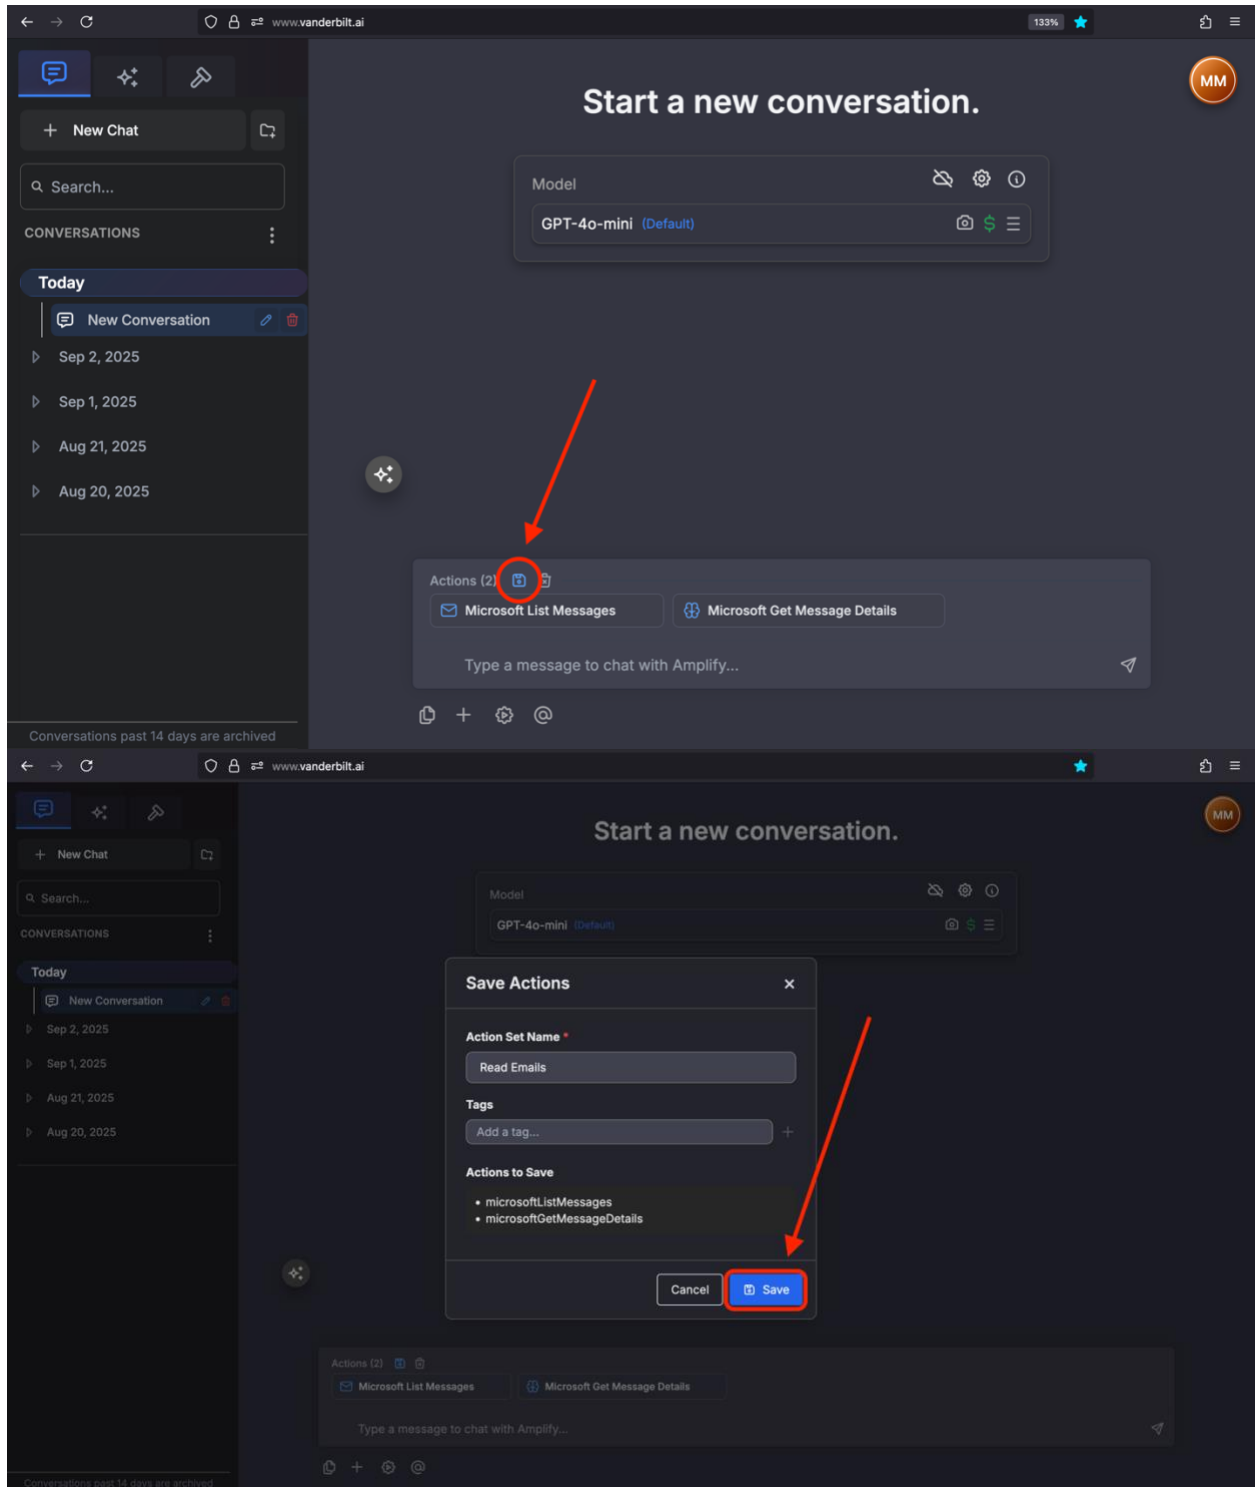 www.vanderbilt.ai
133%
MM
Start a new conversation.
New Chat
Search...
CONVERSATIONS
Today
New Conversation
Sep 2, 2025
Sep 1, 2025
Aug 21, 2025
Aug 20, 2025
Conversations past 14 days are archived
Model
GPT-4o-mini (Default)
Actions (2)
Microsoft List Messages
Microsoft Get Message Details
Type a message to chat with Amplify...
www.vanderbilt.ai
MM
Start a new conversation.
New Chat
Search...
CONVERSATIONS
Today
New Conversation
Sep 2, 2025
Sep 1, 2025
Aug 21, 2025
Aug 20, 2025
Conversations past 14 days are archived
Model
GPT-4o-mini (Default)
Save Actions
Action Set Name *
Read Emails
Tags
Add a tag...
Actions to Save
• microsoftListMessages
• microsoftGetMessageDetails
Cancel
Save
Actions (2)
Microsoft List Messages
Microsoft Get Message Details
Type a message to chat with Amplify...